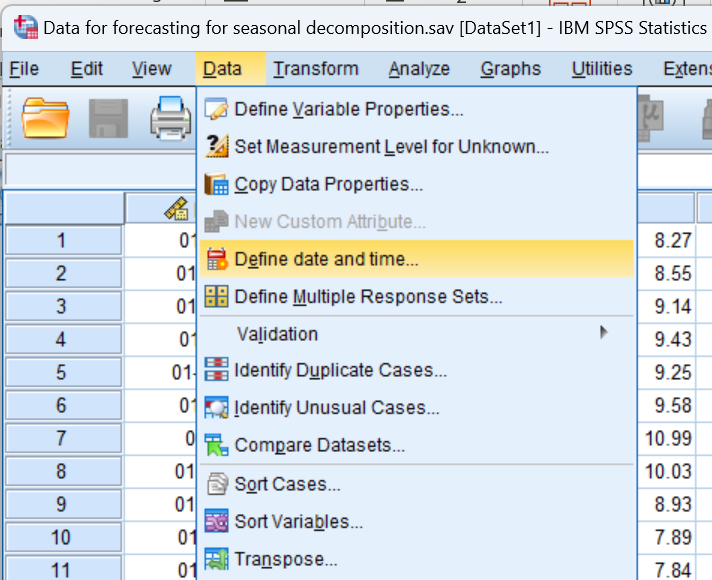 Data for forecasting for seasonal decomposition.sav [DataSet1] - IBM SPSS Statistics
File Edit View Data Transform Analyze Graphs Utilities Extens
Define Variable Properties...
Set Measurement Level for Unknown...
Copy Data Properties...
New Custom Attribute...
1 01 8.27
Define date and time...
2 01 8.55
Define Multiple Response Sets...
3 01 9.14
Validation
4 01 9.43
Identify Duplicate Cases...
5 01- 9.25
Identify Unusual Cases...
6 01 9.58
7 0 10.99
Compare Datasets...
8 01 10.03
Sort Cases...
9 01 8.93
Sort Variables...
10 01 7.89
Transpose...
11 01 7.84